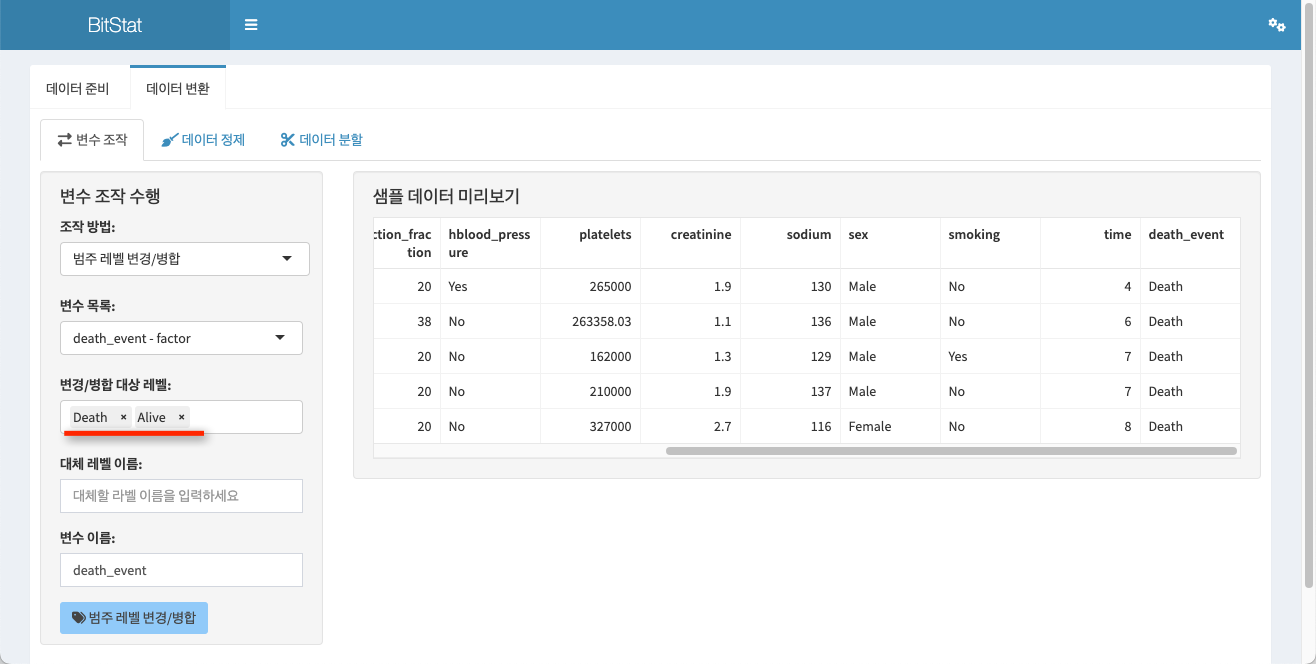 BitStat
데이터 준비 데이터 변환
변수 조작 데이터 정제 데이터 분할
변수 조작 수행
조작 방법:
범주 레벨 변경/병합
변수 목록:
death_event - factor
변경/병합 대상 레벨:
Death × Alive ×
대체 레벨 이름:
대체할 라벨 이름을 입력하세요
변수 이름:
death_event
범주 레벨 변경/병합
샘플 데이터 미리보기
ction_frac hblood_press platelets creatinine sodium sex smoking time death_event
tion ure
20 Yes 265000 1.9 130 Male No 4 Death
38 No 263358.03 1.1 136 Male No 6 Death
20 No 162000 1.3 129 Male Yes 7 Death
20 No 210000 1.9 137 Male No 7 Death
20 No 327000 2.7 116 Female No 8 Death